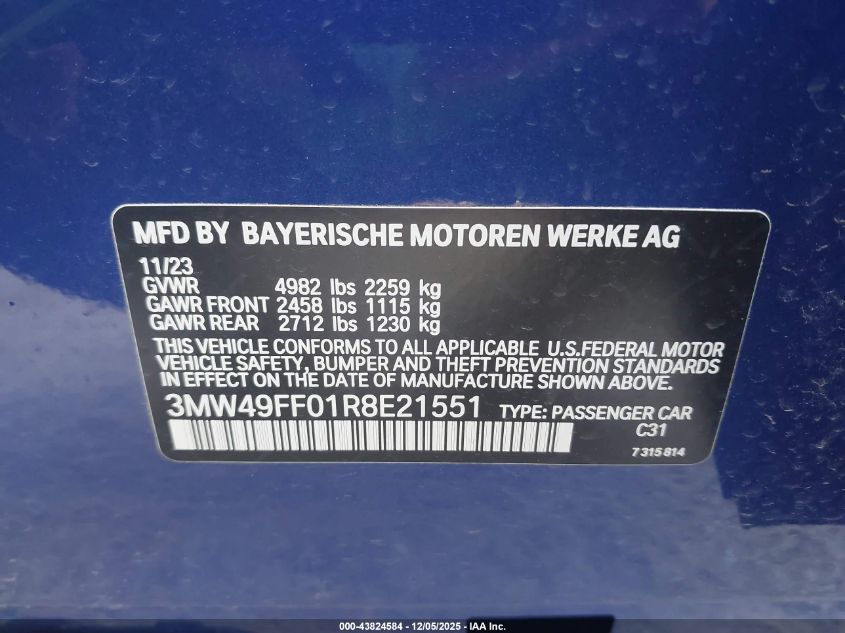 MFD BY BAYERISCHE MOTOREN WERKE AG
11/23
GVWR 4982 lbs 2259 kg
GAWR FRONT 2458 lbs 1115 kg
GAWR REAR 2712 lbs 1230 kg
THIS VEHICLE CONFORMS TO ALL APPLICABLE U.S.FEDERAL MOTOR
VEHICLE SAFETY, BUMPER AND THEFT PREVENTION STANDARDS
IN EFFECT ON THE DATE OF MANUFACTURE SHOWN ABOVE.
3MW49FF01R8E21551 TYPE: PASSENGER CAR
C31
7 315 814
000-43824584 - 12/05/2025 - IAA Inc.